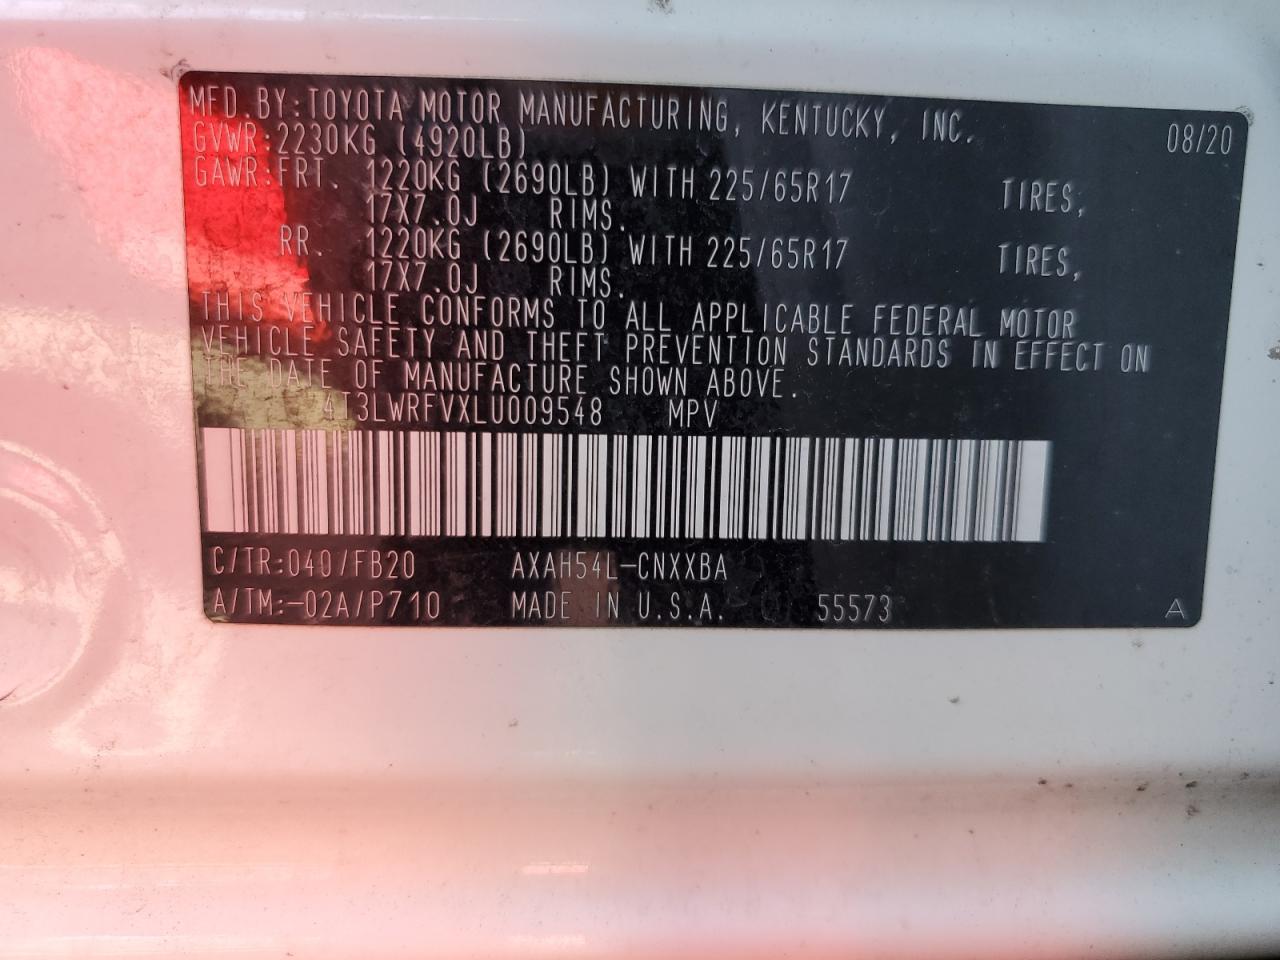 MFD.BY:TOYOTA MOTOR MANUFACTURING, KENTUCKY, INC. 08/20
GVWR:2230KG (4920LB)
GAWR:FRT. 1220KG (2690LB) WITH 225/65R17 TIRES,
17X7.0J RIMS.
RR. 1220KG (2690LB) WITH 225/65R17 TIRES,
17X7.0J RIMS.
THIS VEHICLE CONFORMS TO ALL APPLICABLE FEDERAL MOTOR
VEHICLE SAFETY AND THEFT PREVENTION STANDARDS IN EFFECT ON
THE DATE OF MANUFACTURE SHOWN ABOVE.
4T3LWRFVXLU009548 MPV
C/TR:040/FB20 AXAH54L-CNXXBA
A/TM:-02A/P710 MADE IN U.S.A. 55573 A